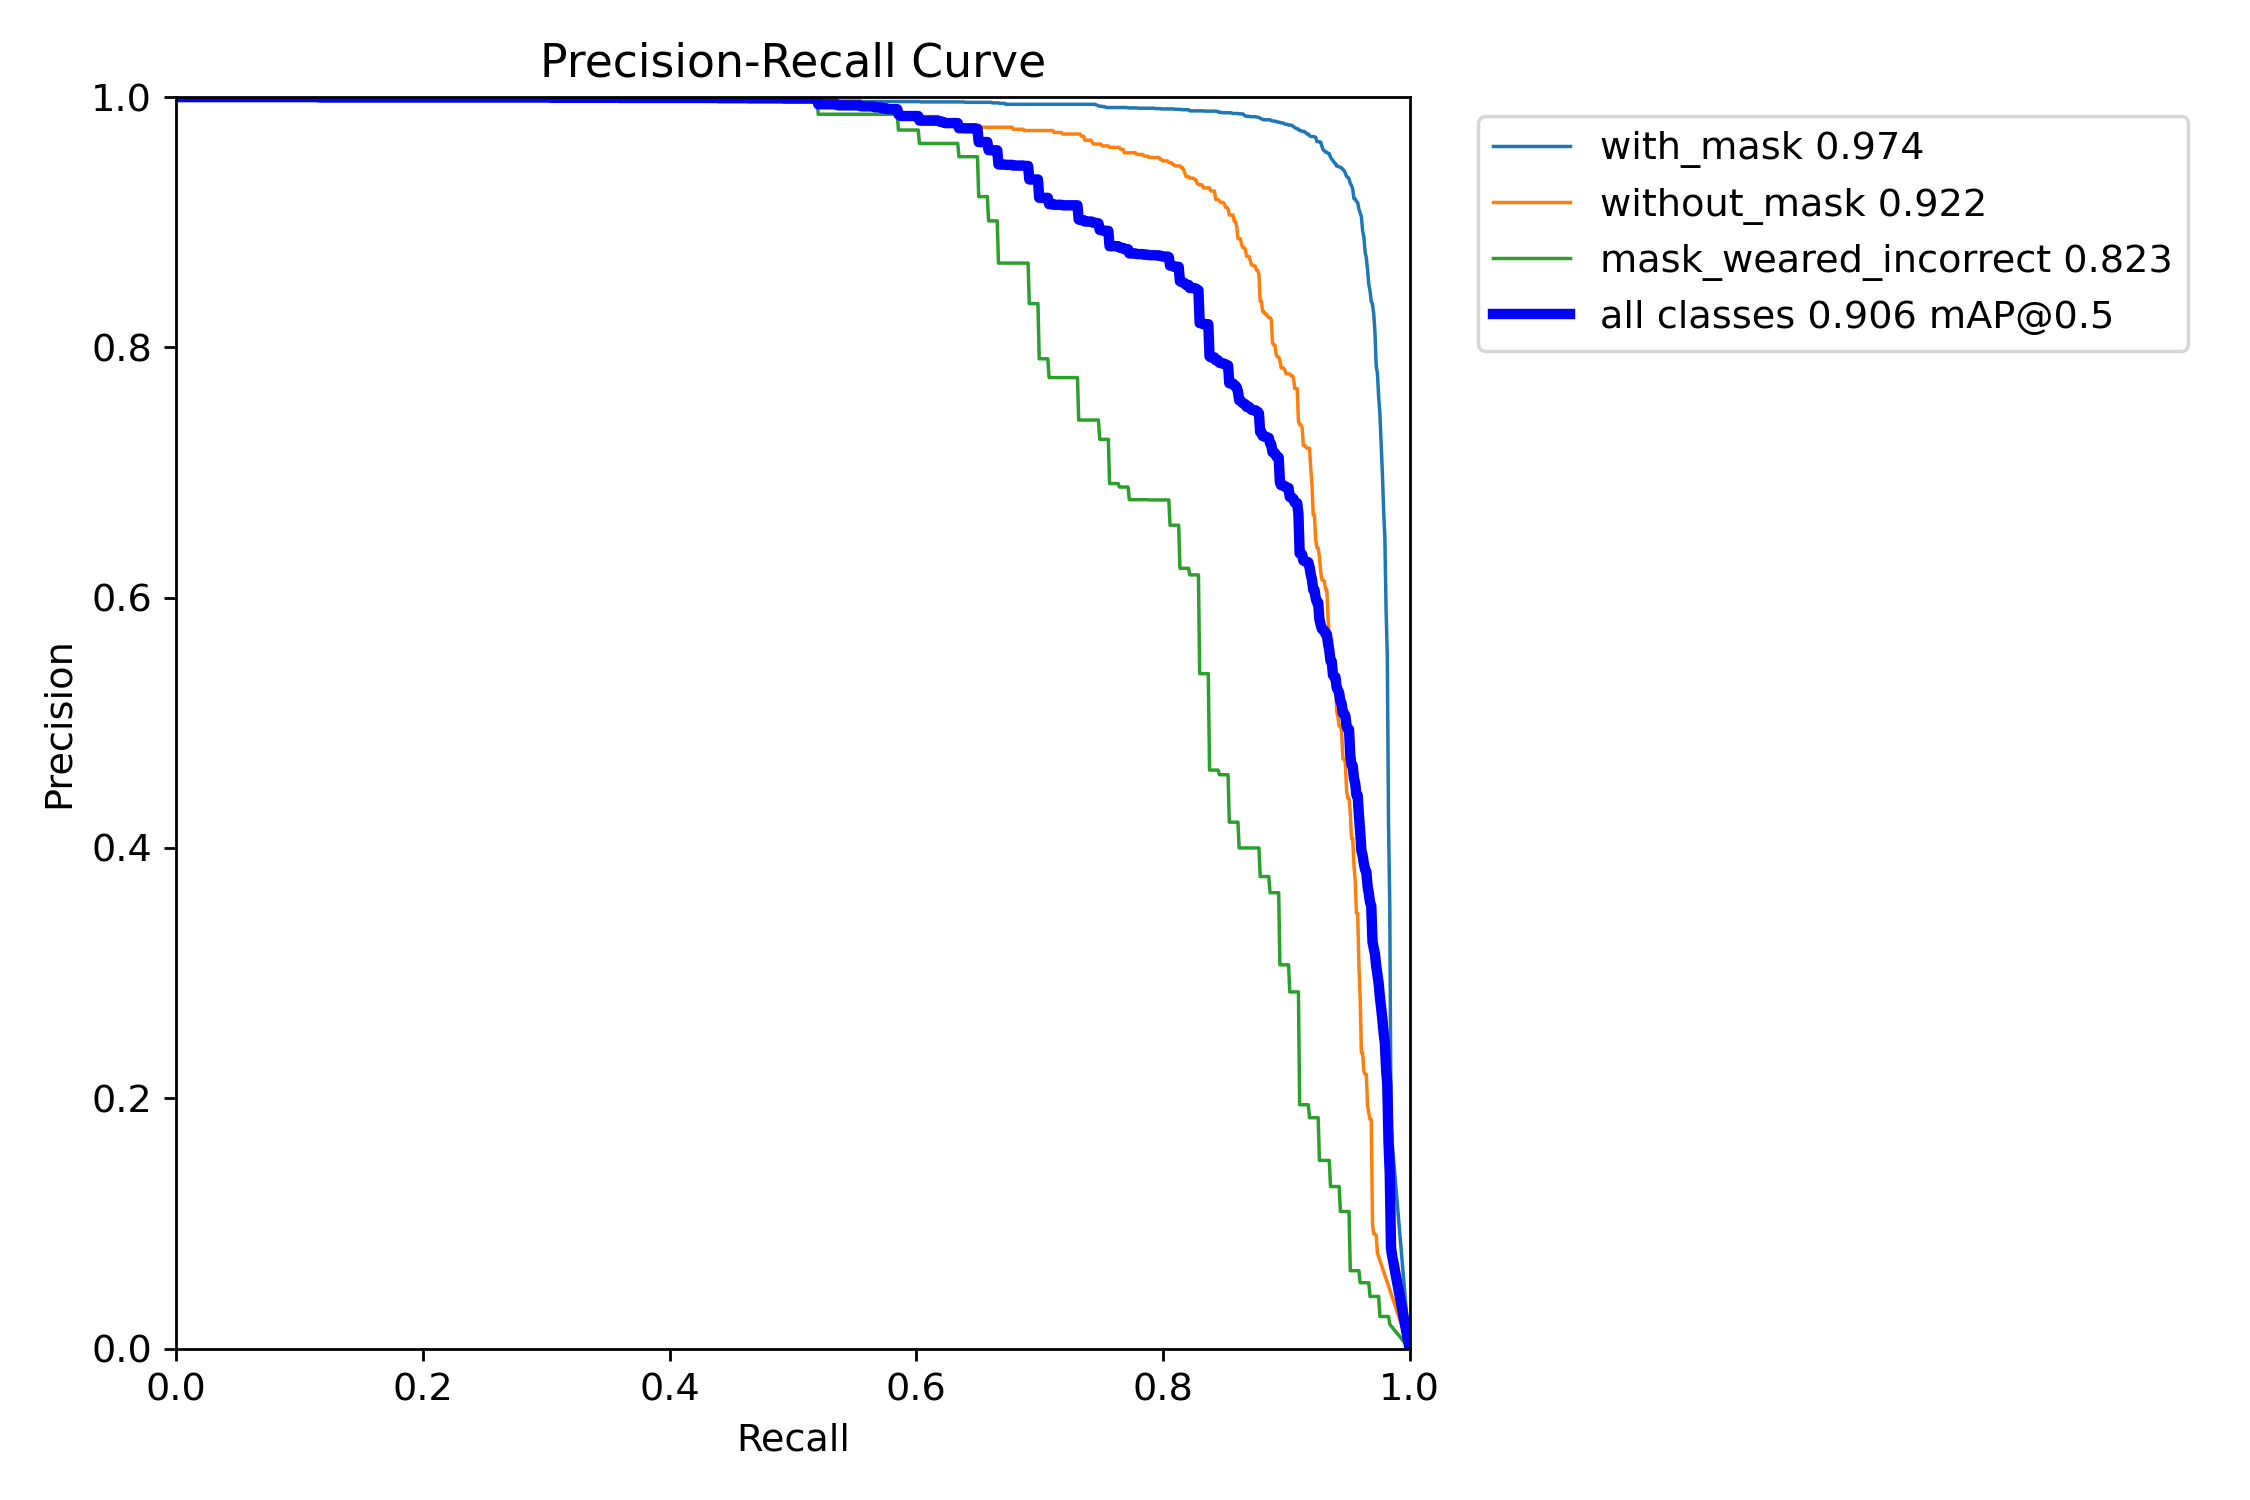 Precision-Recall Curve
1.0
0.8
0.6
0.4
0.2
0.0
Precision
0.0 0.2 0.4 0.6 0.8 1.0
Recall
with_mask 0.974
without_mask 0.922
mask_weared_incorrect 0.823
all classes 0.906 mAP@0.5